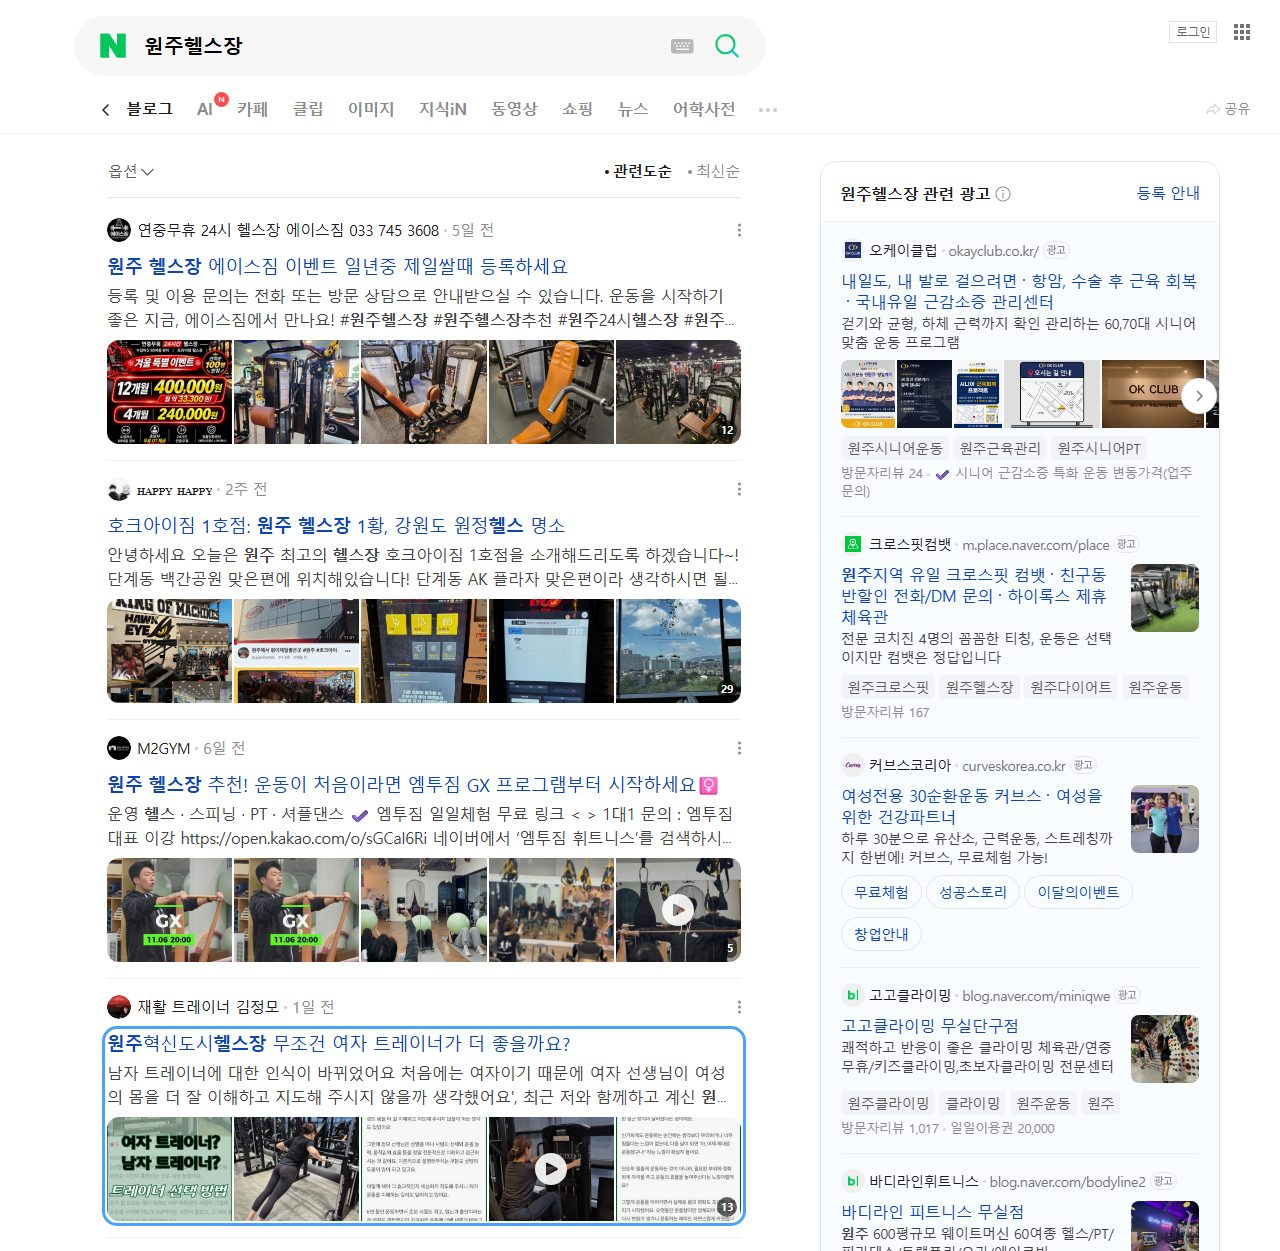 N 원주헬스장
로그인
블로그 AI N 카페 클립 이미지 지식iN 동영상 쇼핑 뉴스 어학사전
공유
옵션
• 관련도순 • 최신순
연중무휴 24시 헬스장 에이스짐 033 745 3608 · 5일 전
원주 헬스장 에이스짐 이벤트 일년중 제일쌀때 등록하세요
등록 및 이용 문의는 전화 또는 방문 상담으로 안내받으실 수 있습니다. 운동을 시작하기
좋은 지금, 에이스짐에서 만나요! #원주헬스장 #원주헬스장추천 #원주24시헬스장 #원주...
연중무휴 24시간 헬스장
겨울 특별 이벤트
12개월 400,000원
월 약 33,300원!
4개월 240,000원
12
HAPPY HAPPY · 2주 전
호크아이짐 1호점: 원주 헬스장 1황, 강원도 원정헬스 명소
안녕하세요 오늘은 원주 최고의 헬스장 호크아이짐 1호점을 소개해드리도록 하겠습니다~!
단계동 백간공원 맞은편에 위치해있습니다! 단계동 AK 플라자 맞은편이라 생각하시면 될...
KING OF MACHINES
HAWK
EYE
29
M2GYM · 6일 전
원주 헬스장 추천! 운동이 처음이라면 엠투짐 GX 프로그램부터 시작하세요♀
운영 헬스 · 스피닝 · PT · 셔플댄스 ✔ 엠투짐 일일체험 무료 링크 < > 1대1 문의 : 엠투짐
대표 이강 https://open.kakao.com/o/sGCaI6Ri 네이버에서 ‘엠투짐 휘트니스’를 검색하시...
GX
11.06 20:00
GX
11.06 20:00
5
재활 트레이너 김정모 · 1일 전
원주혁신도시헬스장 무조건 여자 트레이너가 더 좋을까요?
남자 트레이너에 대한 인식이 바뀌었어요 처음에는 여자이기 때문에 여자 선생님이 여성
의 몸을 더 잘 이해하고 지도해 주시지 않을까 생각했어요', 최근 저와 함께하고 계신 원...
여자 트레이너?
남자 트레이너?
트레이너 선택 방법
13
원주헬스장 관련 광고
등록 안내
오케이클럽 · okayclub.co.kr/ 광고
내일도, 내 발로 걸으려면 · 항암, 수술 후 근육 회복
· 국내유일 근감소증 관리센터
걷기와 균형, 하체 근력까지 확인 관리하는 60,70대 시니어
맞춤 운동 프로그램
오시는 길 안내
OK CLUB
원주시니어운동 원주근육관리 원주시니어PT
방문자리뷰 24 · ✔ 시니어 근감소증 특화 운동 변동가격(업주
문의)
크로스핏컴뱃 · m.place.naver.com/place 광고
원주지역 유일 크로스핏 컴뱃 · 친구동
반할인 전화/DM 문의 · 하이록스 제휴
체육관
전문 코치진 4명의 꼼꼼한 티칭, 운동은 선택
이지만 컴뱃은 정답입니다
원주크로스핏 원주헬스장 원주다이어트 원주운동
방문자리뷰 167
Curves 커브스코리아 · curveskorea.co.kr 광고
여성전용 30순환운동 커브스 · 여성을
위한 건강파트너
하루 30분으로 유산소, 근력운동, 스트레칭까
지 한번에! 커브스, 무료체험 가능!
무료체험 성공스토리 이달의이벤트
창업안내
bl 고고클라이밍 · blog.naver.com/miniqwe 광고
고고클라이밍 무실단구점
쾌적하고 반응이 좋은 클라이밍 체육관/연중
무휴/키즈클라이밍,초보자클라이밍 전문센터
원주클라이밍 클라이밍 원주운동 원주
방문자리뷰 1,017 · 일일이용권 20,000
bl 바디라인휘트니스 · blog.naver.com/bodyline2 광고
바디라인 피트니스 무실점
원주 600평규모 웨이트머신 60여종 헬스/PT/